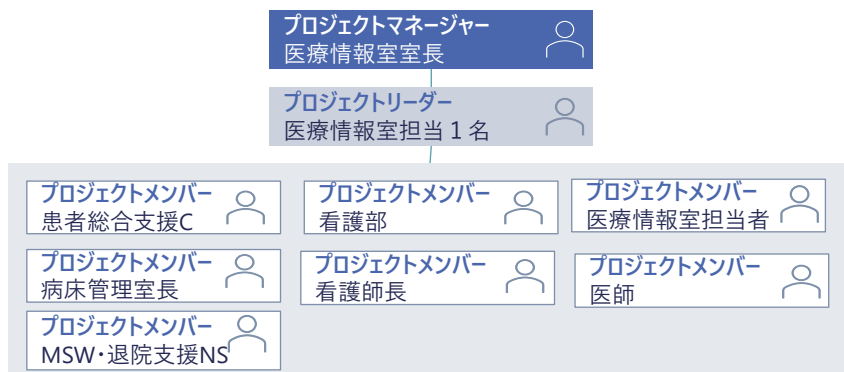 プロジェクトマネージャー
医療情報室室長
プロジェクトリーダー
医療情報室担当１名
プロジェクトメンバー
患者総合支援C
プロジェクトメンバー
看護部
プロジェクトメンバー
医療情報室担当者
プロジェクトメンバー
病床管理室長
プロジェクトメンバー
看護師長
プロジェクトメンバー
医師
プロジェクトメンバー
MSW・退院支援NS